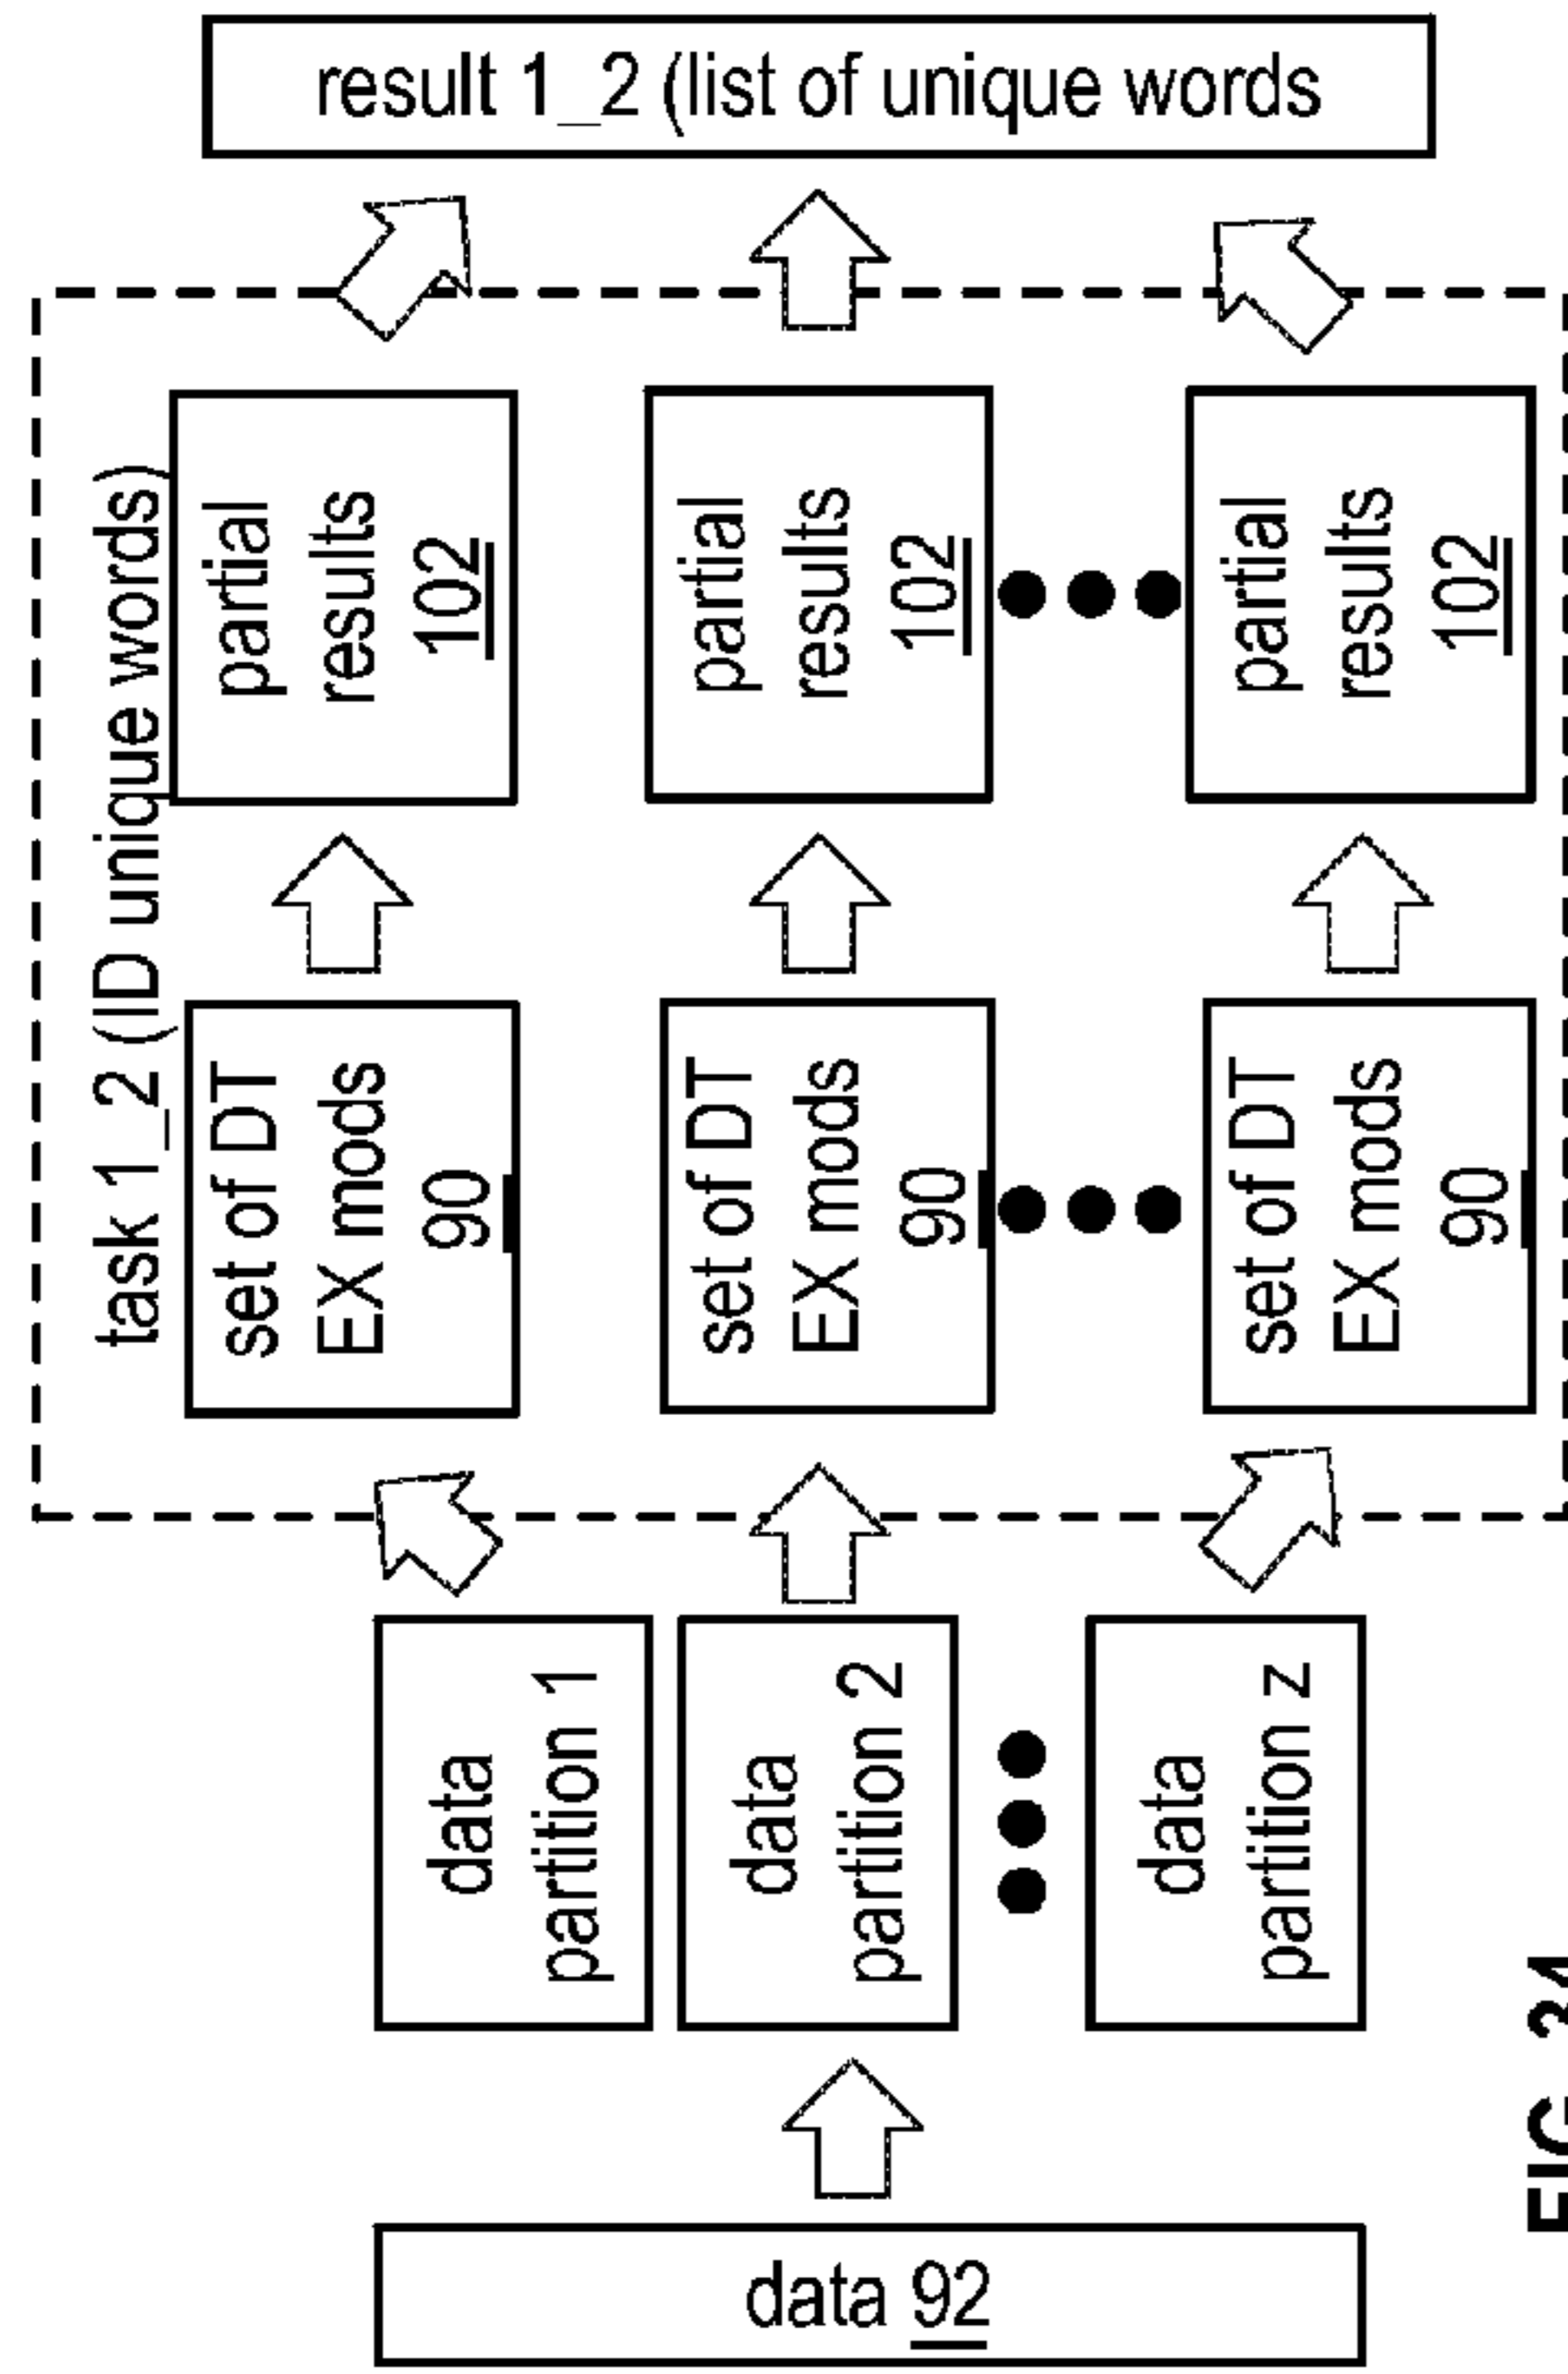 result 1_2 (list of unique words
task 1_2 (ID unique words)
partial
results
102
partial
results
102
partial
results
102
set of DT
EX mods
90
set of DT
EX mods
90
set of DT
EX mods
90
data
partition 1
data
partition 2
data
partition z
data 92
FIG